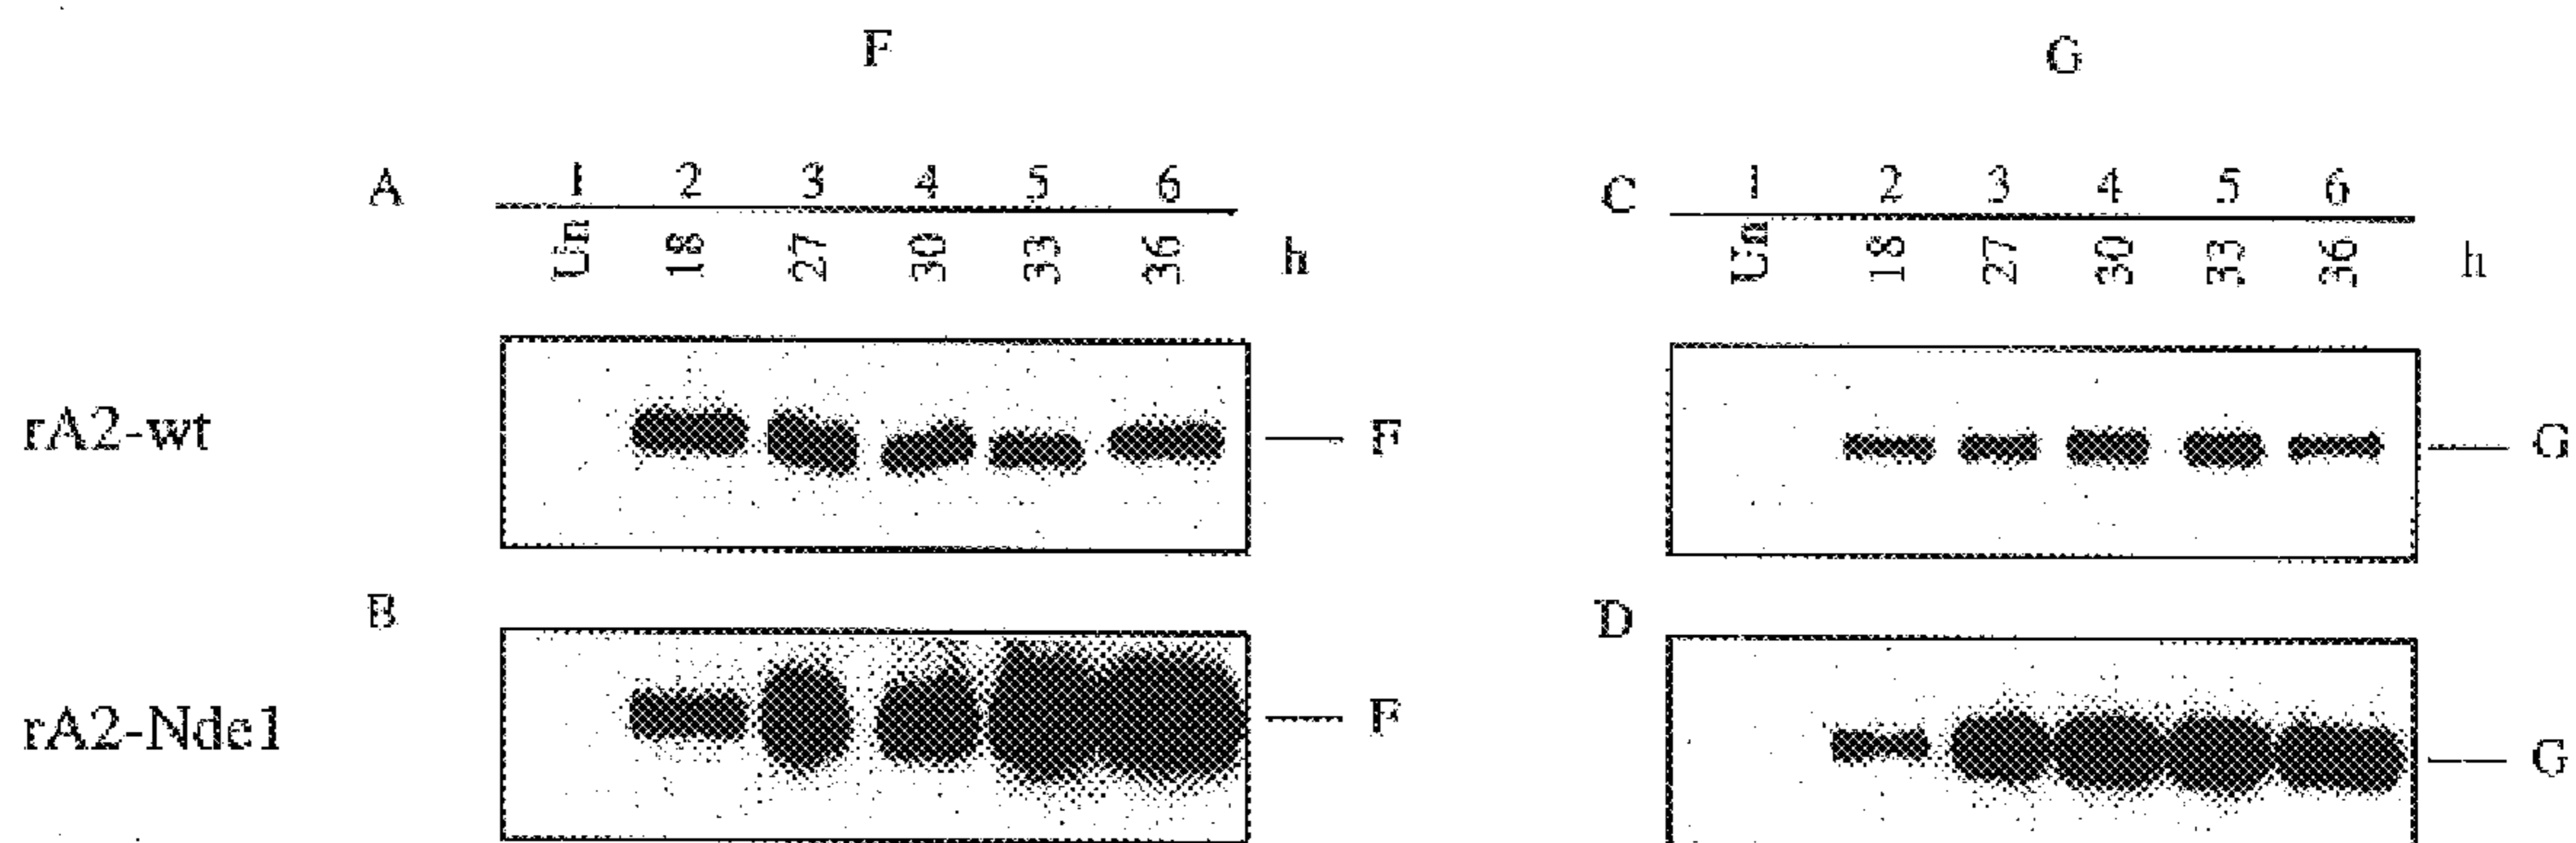 F G
A 1 2 3 4 5 6 C 1 2 3 4 5 6
Un 18 27 30 33 36 h Un 18 27 30 33 36 h
rA2-wt F G
B D
rA2-Nde1 F G